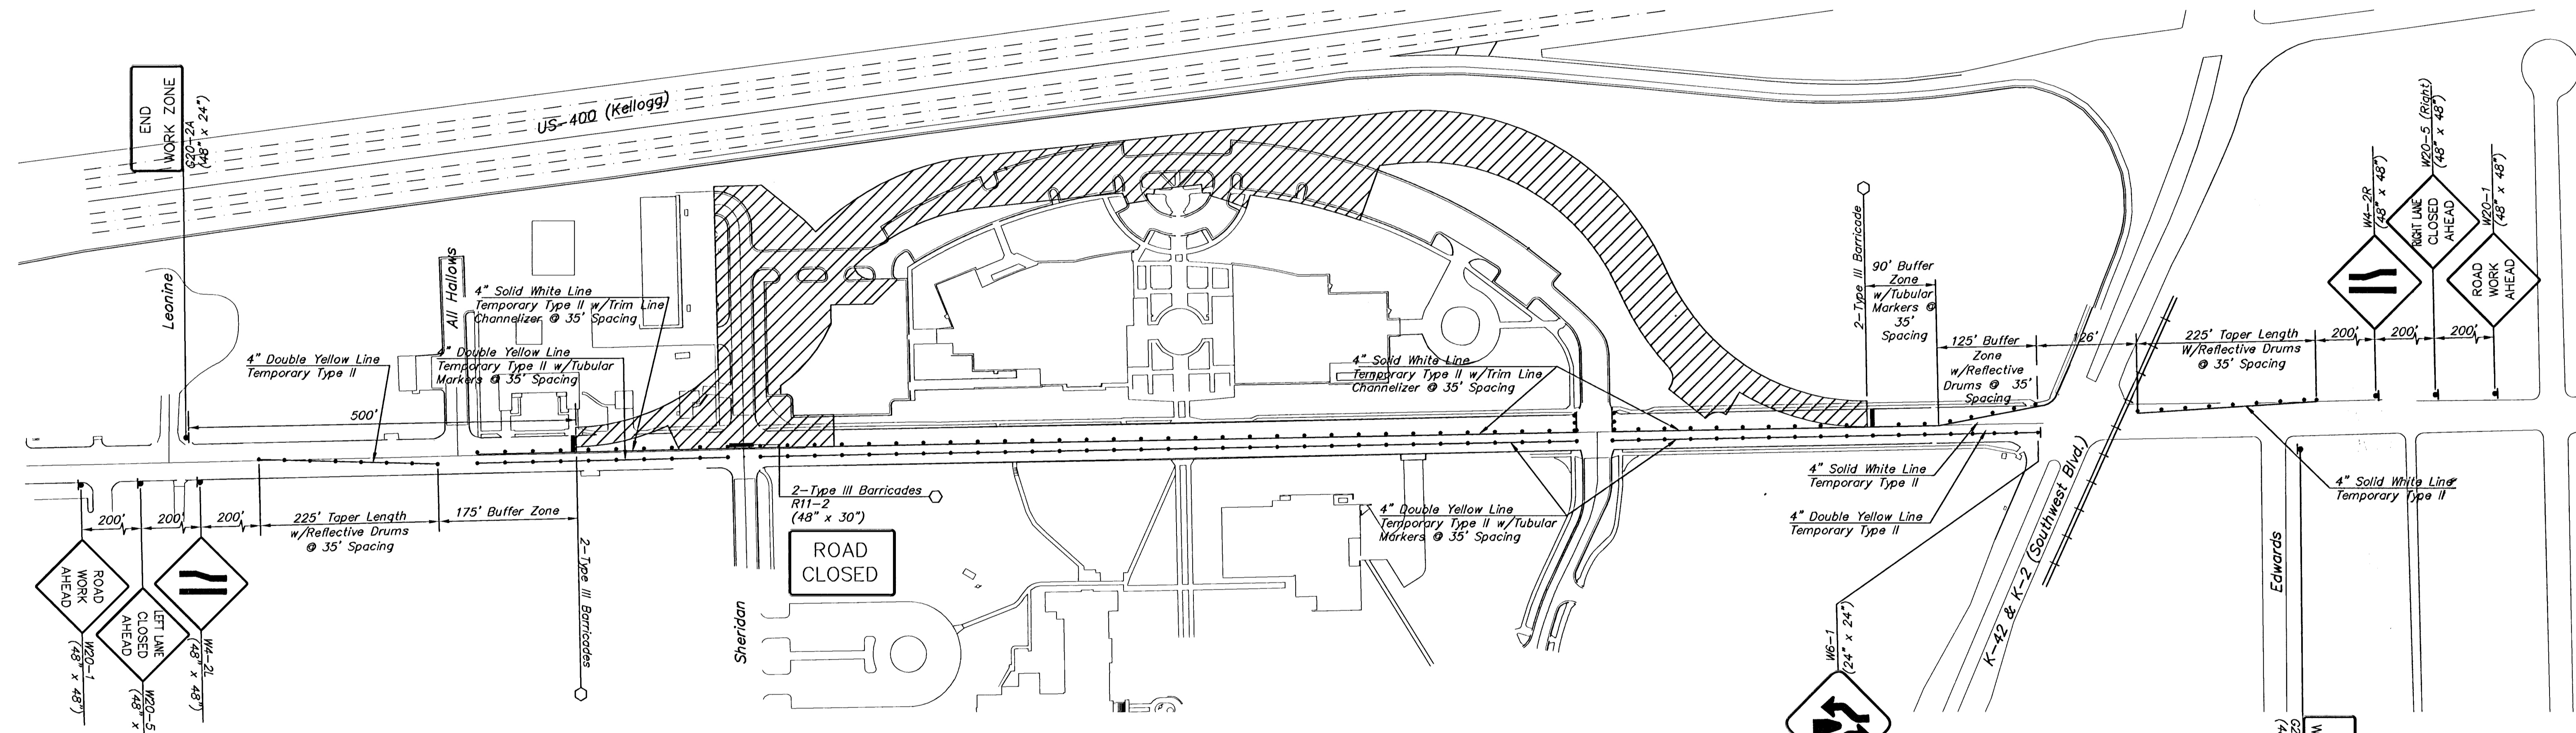 END
WORK ZONE
G20-2A
(48" x 24")
US-400 (Kellogg)
Leonine
All Hallows
4" Solid White Line
Temporary Type II w/Trim Line
Channelizer @ 35' Spacing
4" Double Yellow Line
Temporary Type II
4" Double Yellow Line
Temporary Type II w/Tubular
Markers @ 35' Spacing
500'
200'
200'
200'
225' Taper Length
w/Reflective Drums
@ 35' Spacing
175' Buffer Zone
ROAD
WORK
AHEAD
W20-1
(48" x 48")
LEFT LANE
CLOSED
AHEAD
W20-5
(48" x
W4-2L
(48" x 48")
2-Type III Barricades
Sheridan
2-Type III Barricades
R11-2
(48" x 30")
ROAD
CLOSED
4" Solid White Line
Temporary Type II w/Trim Line
Channelizer @ 35' Spacing
4" Double Yellow Line
Temporary Type II w/Tubular
Markers @ 35' Spacing
2-Type III Barricade
90' Buffer
Zone
w/Tubular
Markers @
35'
Spacing
125' Buffer
Zone
w/Reflective
Drums @ 35'
Spacing
126'
225' Taper Length
W/Reflective Drums
@ 35' Spacing
200'
200'
200'
W4-2R
(48" x 48")
W20-5 (Right)
(48" x 48")
RIGHT LANE
CLOSED
AHEAD
W20-1
(48" x 48")
ROAD
WORK
AHEAD
4" Solid White Line
Temporary Type II
4" Double Yellow Line
Temporary Type II
4" Solid White Line
Temporary Type II
W6-1
(24" x 24")
K-42 & K-2 (Southwest Blvd.)
Edwards